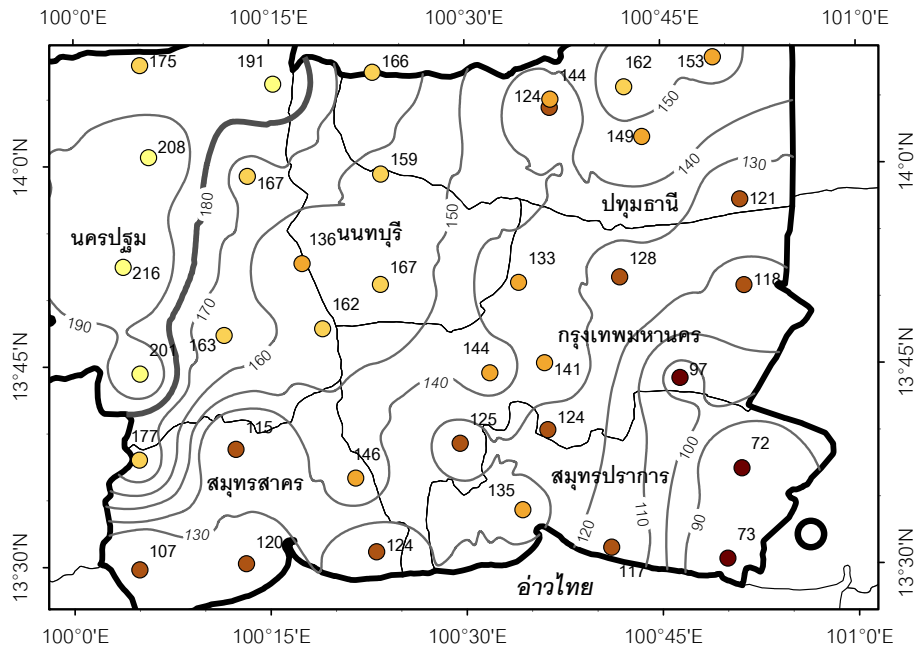 100°0'E 100°15'E 100°30'E 100°45'E 101°0'E
175 191 166 144 162 153
124 150
149
14°0'N 208 167 159 140 130 14°0'N
180 150 ปทุมธานี 121
นครปฐม 136 นนทบุรี
216 167 133 128 118
170
190 162
201 163 160 144 กรุงเทพมหานคร
13°45'N 140 141 97 13°45'N
177 115 125 124
146 100 72
สมุทรสาคร 135 สมุทรปราการ
130 120 110 90
107 120 124 73
13°30'N 117 13°30'N
อ่าวไทย
100°0'E 100°15'E 100°30'E 100°45'E 101°0'E